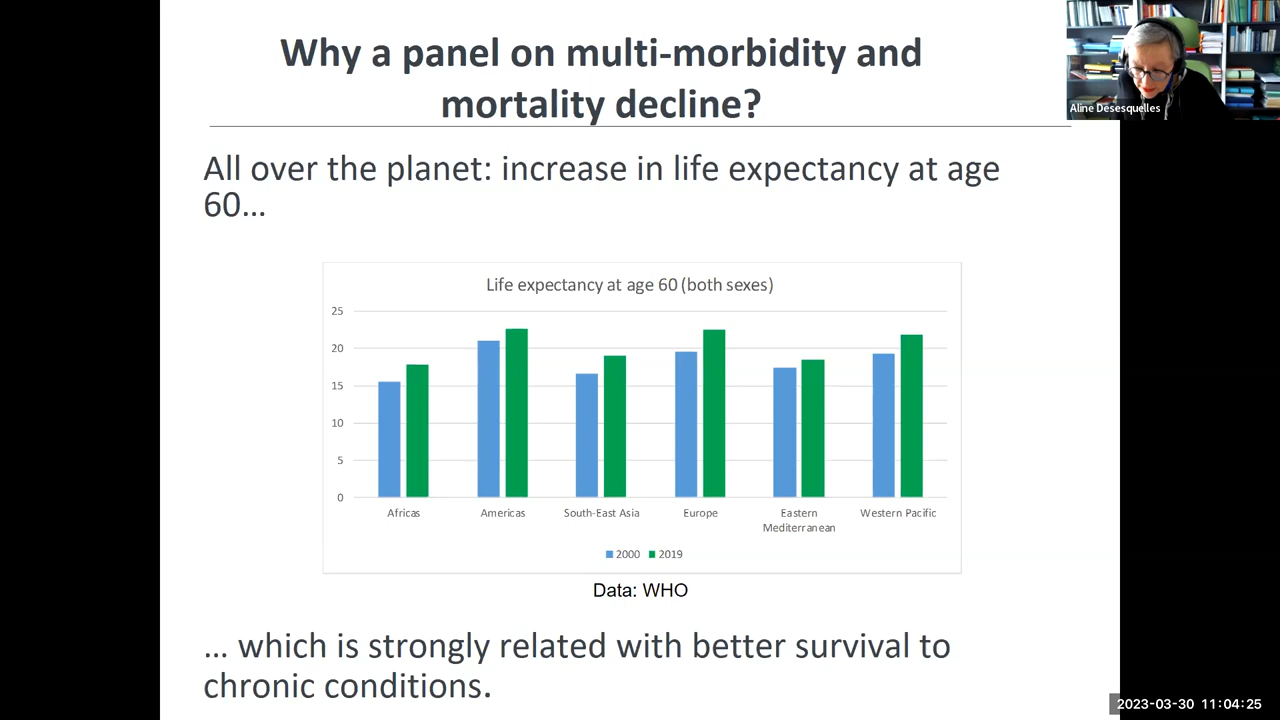 Why a panel on multi-morbidity and
mortality decline?
Aline Desesquelles
All over the planet: increase in life expectancy at age
60...
Life expectancy at age 60 (both sexes)
25
20
15
10
5
0
Africas
Americas
South-East Asia
Europe
Eastern
Mediterranean
Western Pacific
2000
2019
Data: WHO
... which is strongly related with better survival to
chronic conditions.
2023-03-30 11:04:25